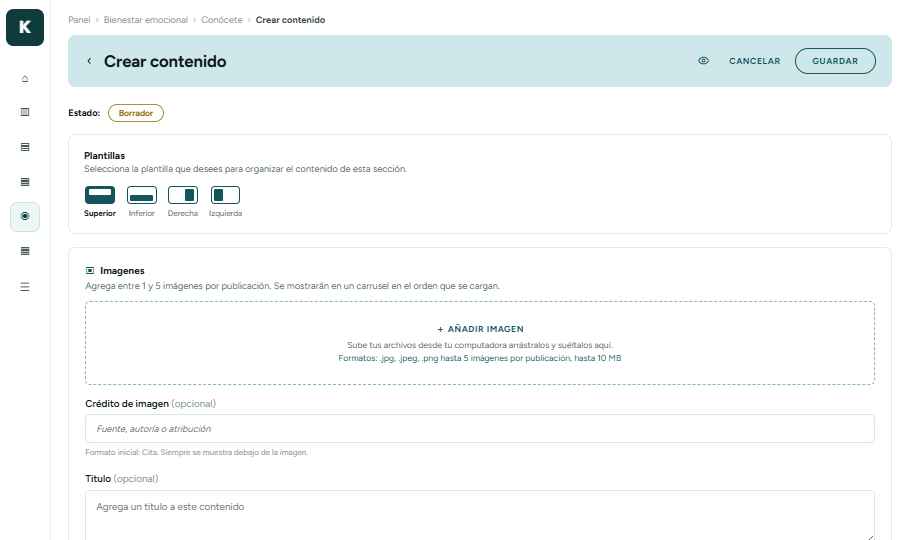 K
Panel › Bienestar emocional › Conócete › Crear contenido
‹ Crear contenido
CANCELAR
GUARDAR
Estado: Borrador
Plantillas
Selecciona la plantilla que desees para organizar el contenido de esta sección.
Superior Inferior Derecha Izquierda
Imagenes
Agrega entre 1 y 5 imágenes por publicación. Se mostrarán en un carrusel en el orden que se cargan.
+ AÑADIR IMAGEN
Sube tus archivos desde tu computadora arrástralos y suéltalos aquí.
Formatos: .jpg, .jpeg, .png hasta 5 imágenes por publicación, hasta 10 MB
Crédito de imagen (opcional)
Fuente, autoría o atribución
Formato inicial: Cita. Siempre se muestra debajo de la imagen.
Titulo (opcional)
Agrega un titulo a este contenido